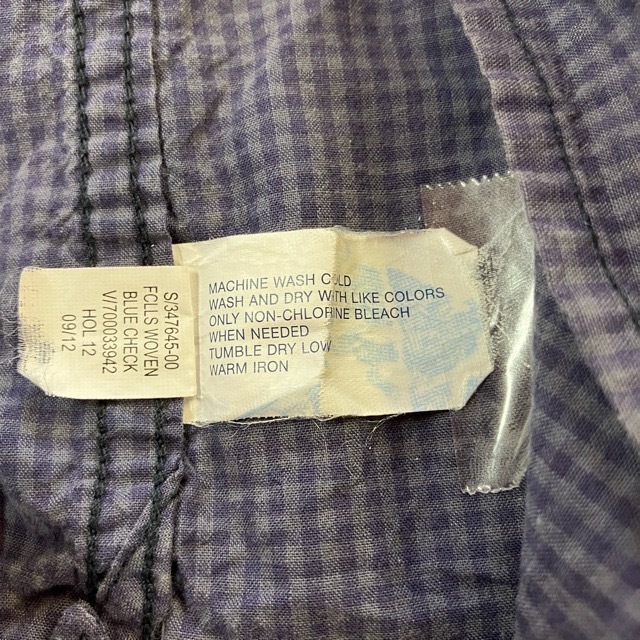 S/347645-00
FCLLS WOVEN
BLUE CHECK
V/700033942
HOL 12
09/12
MACHINE WASH COLD
WASH AND DRY WITH LIKE COLORS
ONLY NON-CHLORINE BLEACH
WHEN NEEDED
TUMBLE DRY LOW
WARM IRON